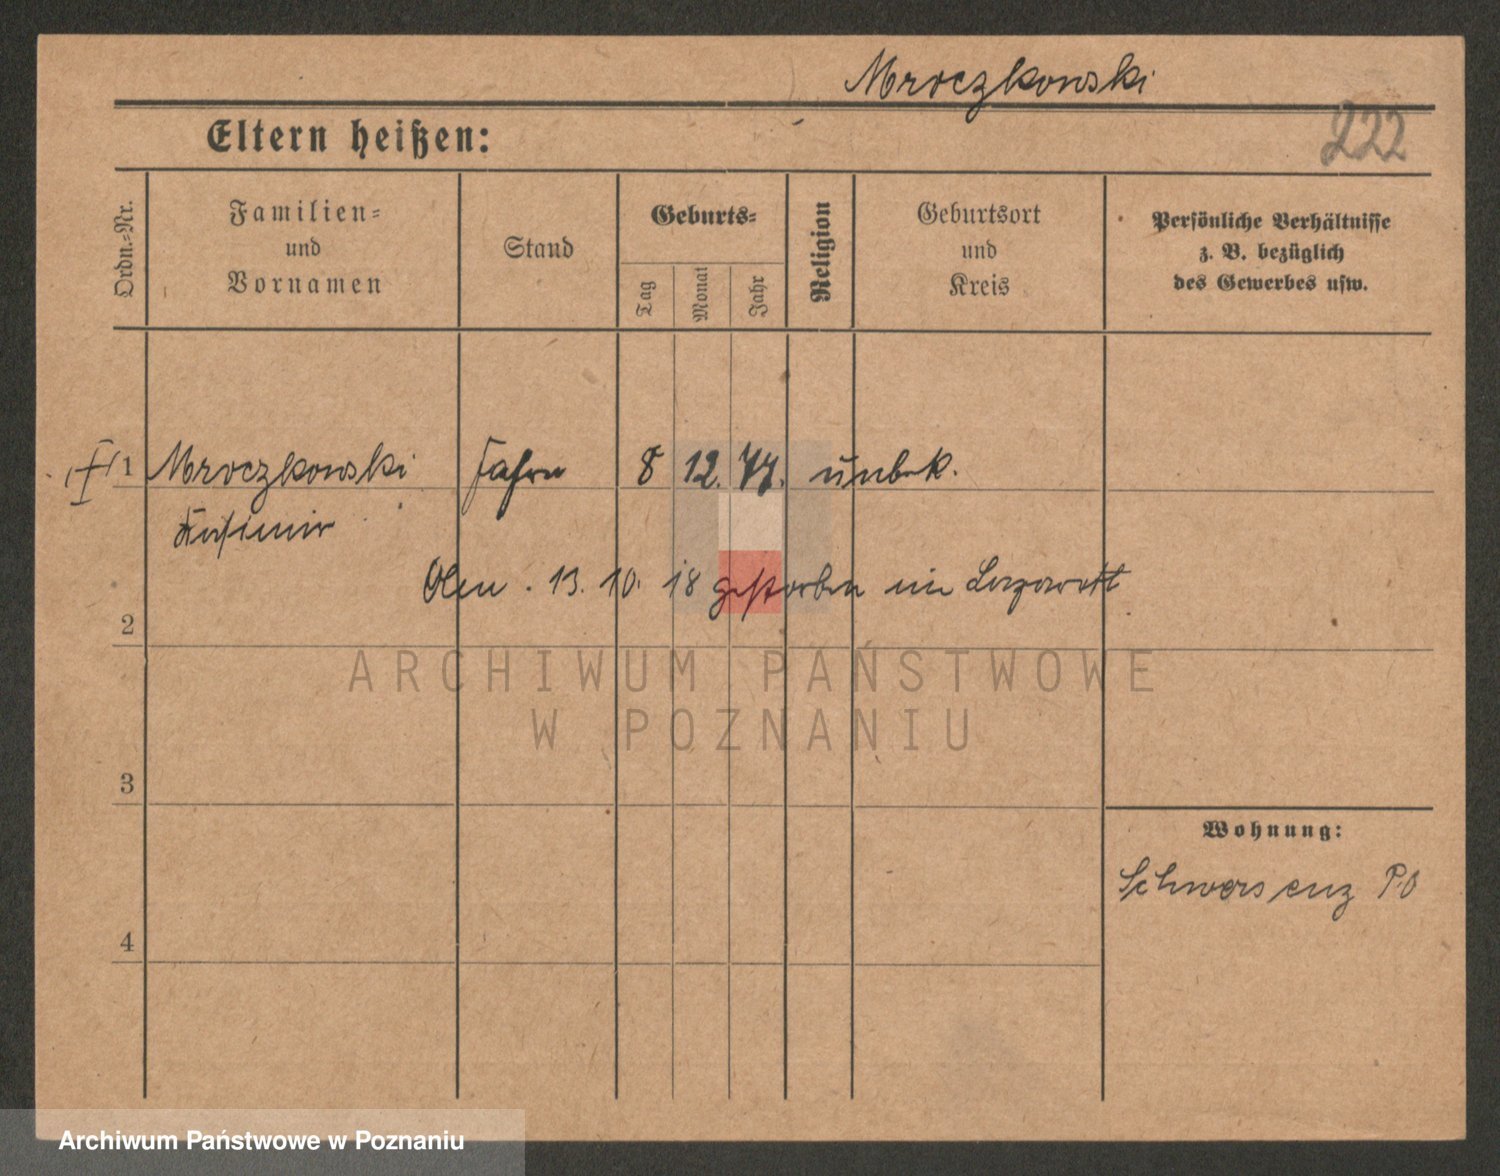 Mroczkowski
222
Eltern heißen:
Ordn.-Nr.
Familien-
und
Vornamen
Stand
Geburts-
Tag
Monat
Jahr
Religion
Geburtsort
und
Kreis
Persönliche Verhältnisse
z. B. bezüglich
des Gewerbes usw.
1 Mroczkowski 8 12. 77. unbek.
Kasimir
13. 10. 18 gestorben im Lazarett
2
ARCHIWUM PAŃSTWOWE
W POZNANIU
3
Wohnung:
Schwersenz P.O
4
Archiwum Państwowe w Poznaniu